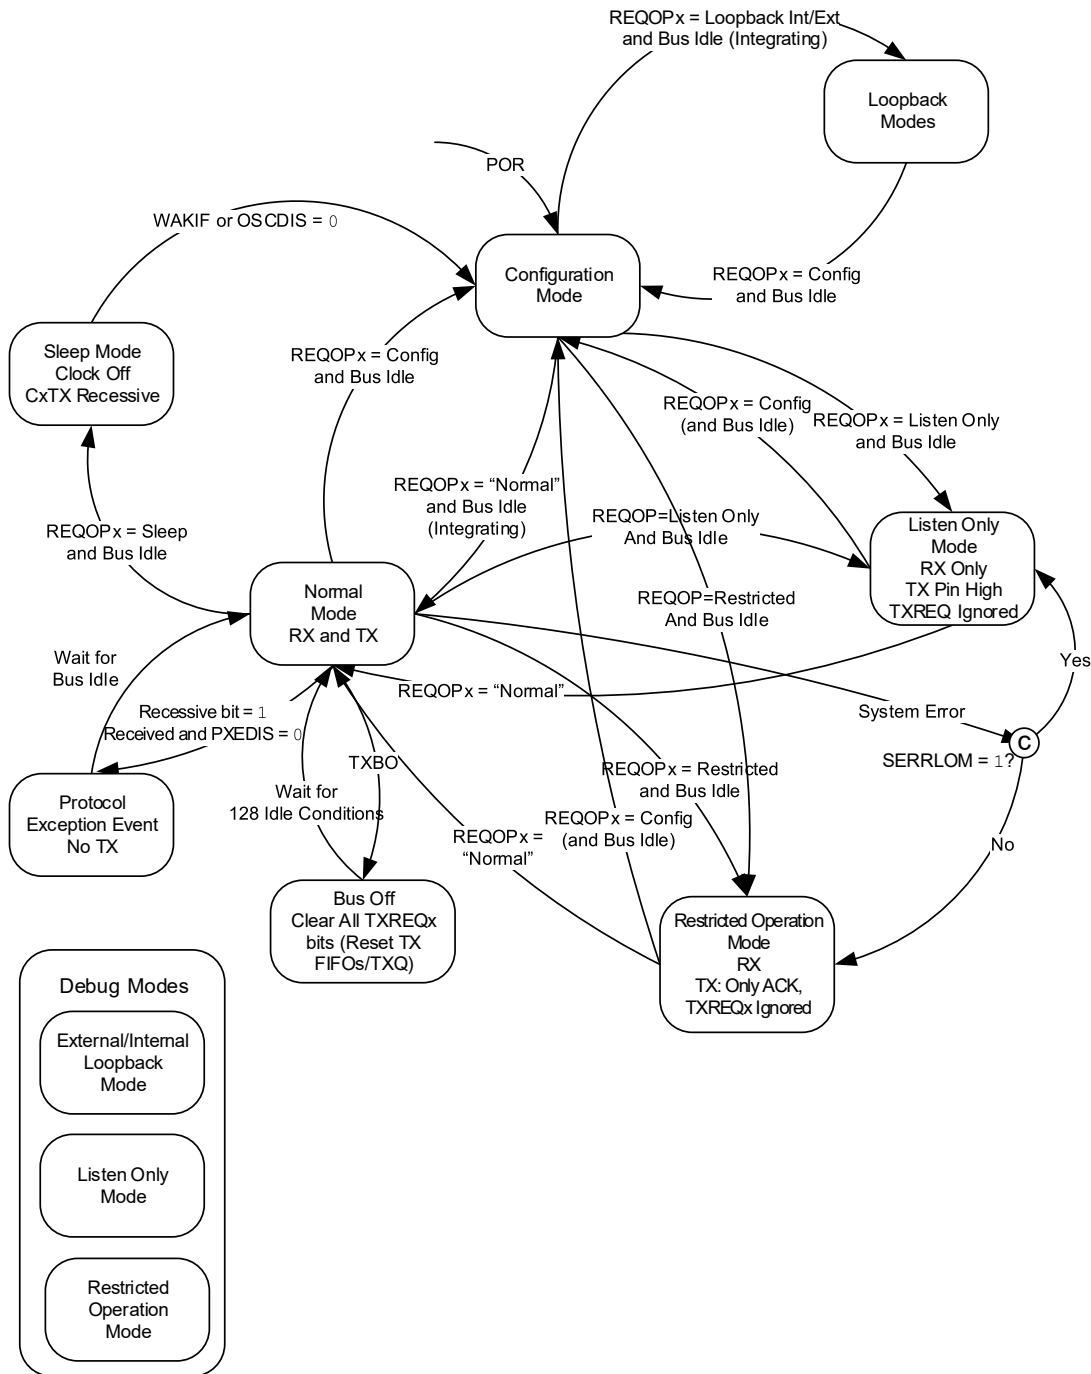 REQOPx = Loopback Int/Ext
and Bus Idle (Integrating)
Loopback
Modes
POR
WAKIF or OSCDIS = 0
Configuration
Mode
REQOPx = Config
and Bus Idle
Sleep Mode
Clock Off
CxTX Recessive
REQOPx = Config
and Bus Idle
REQOPx = Config
(and Bus Idle)
REQOPx = Listen Only
and Bus Idle
REQOPx = “Normal”
and Bus Idle
(Integrating)
REQOP=Listen Only
And Bus Idle
REQOPx = Sleep
and Bus Idle
Listen Only
Mode
RX Only
TX Pin High
TXREQ Ignored
Normal
Mode
RX and TX
REQOP=Restricted
And Bus Idle
Wait for
Bus Idle
Yes
REQOPx = “Normal”
Recessive bit = 1
Received and PXEDIS = 0
System Error
C
SERRLOM = 1?
TXBO
REQOPx = Restricted
and Bus Idle
Wait for
128 Idle Conditions
Protocol
Exception Event
No TX
REQOPx = Config
(and Bus Idle)
REQOPx =
“Normal”
No
Bus Off
Clear All TXREQx
bits (Reset TX
FIFOs/TXQ)
Restricted Operation
Mode
RX
TX: Only ACK,
TXREQx Ignored
Debug Modes
External/Internal
Loopback
Mode
Listen Only
Mode
Restricted
Operation
Mode